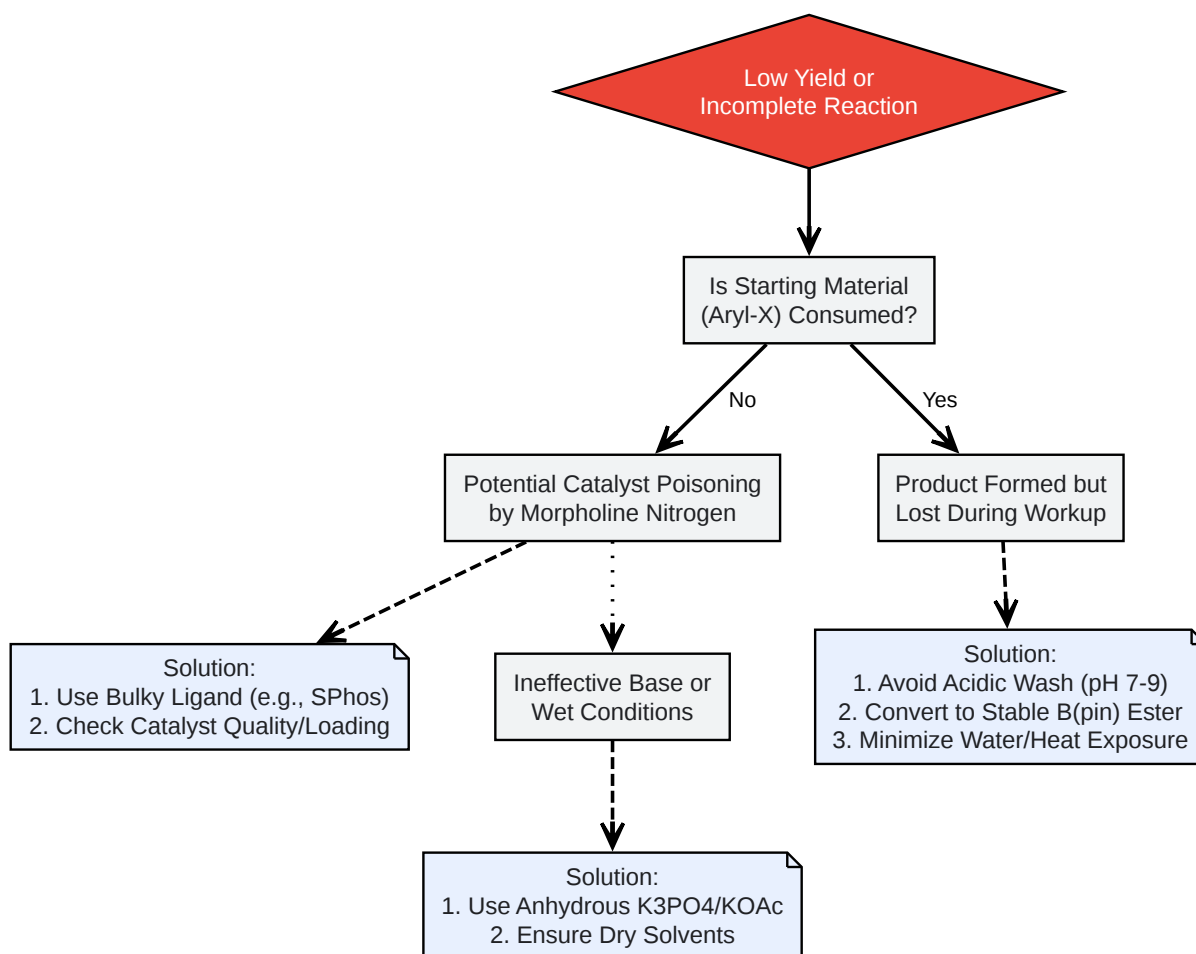 Low Yield or
Incomplete Reaction
Is Starting Material
(Aryl-X) Consumed?
No
Yes
Potential Catalyst Poisoning
by Morpholine Nitrogen
Product Formed but
Lost During Workup
Solution:
1. Use Bulky Ligand (e.g., SPhos)
2. Check Catalyst Quality/Loading
Ineffective Base or
Wet Conditions
Solution:
1. Avoid Acidic Wash (pH 7-9)
2. Convert to Stable B(pin) Ester
3. Minimize Water/Heat Exposure
Solution:
1. Use Anhydrous K3PO4/KOAc
2. Ensure Dry Solvents